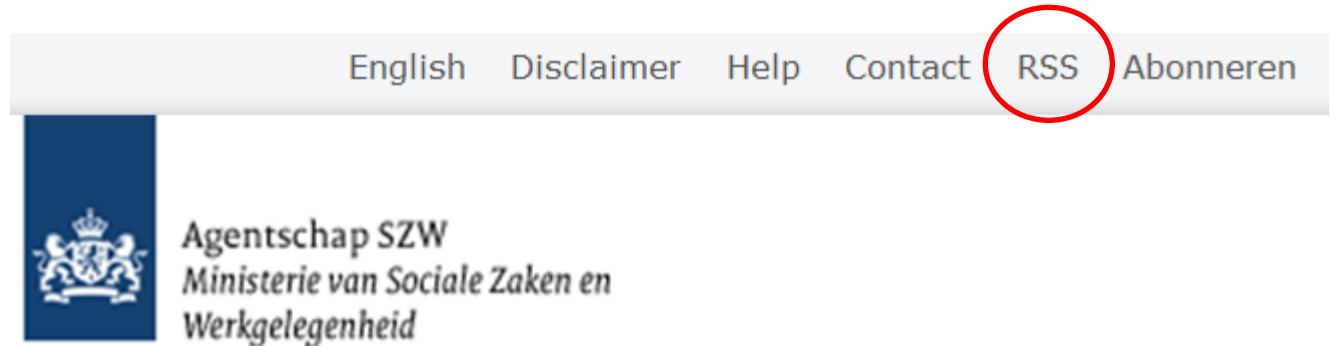 English Disclaimer Help Contact RSS Abonneren
Agentschap SZW
Ministerie van Sociale Zaken en
Werkgelegenheid